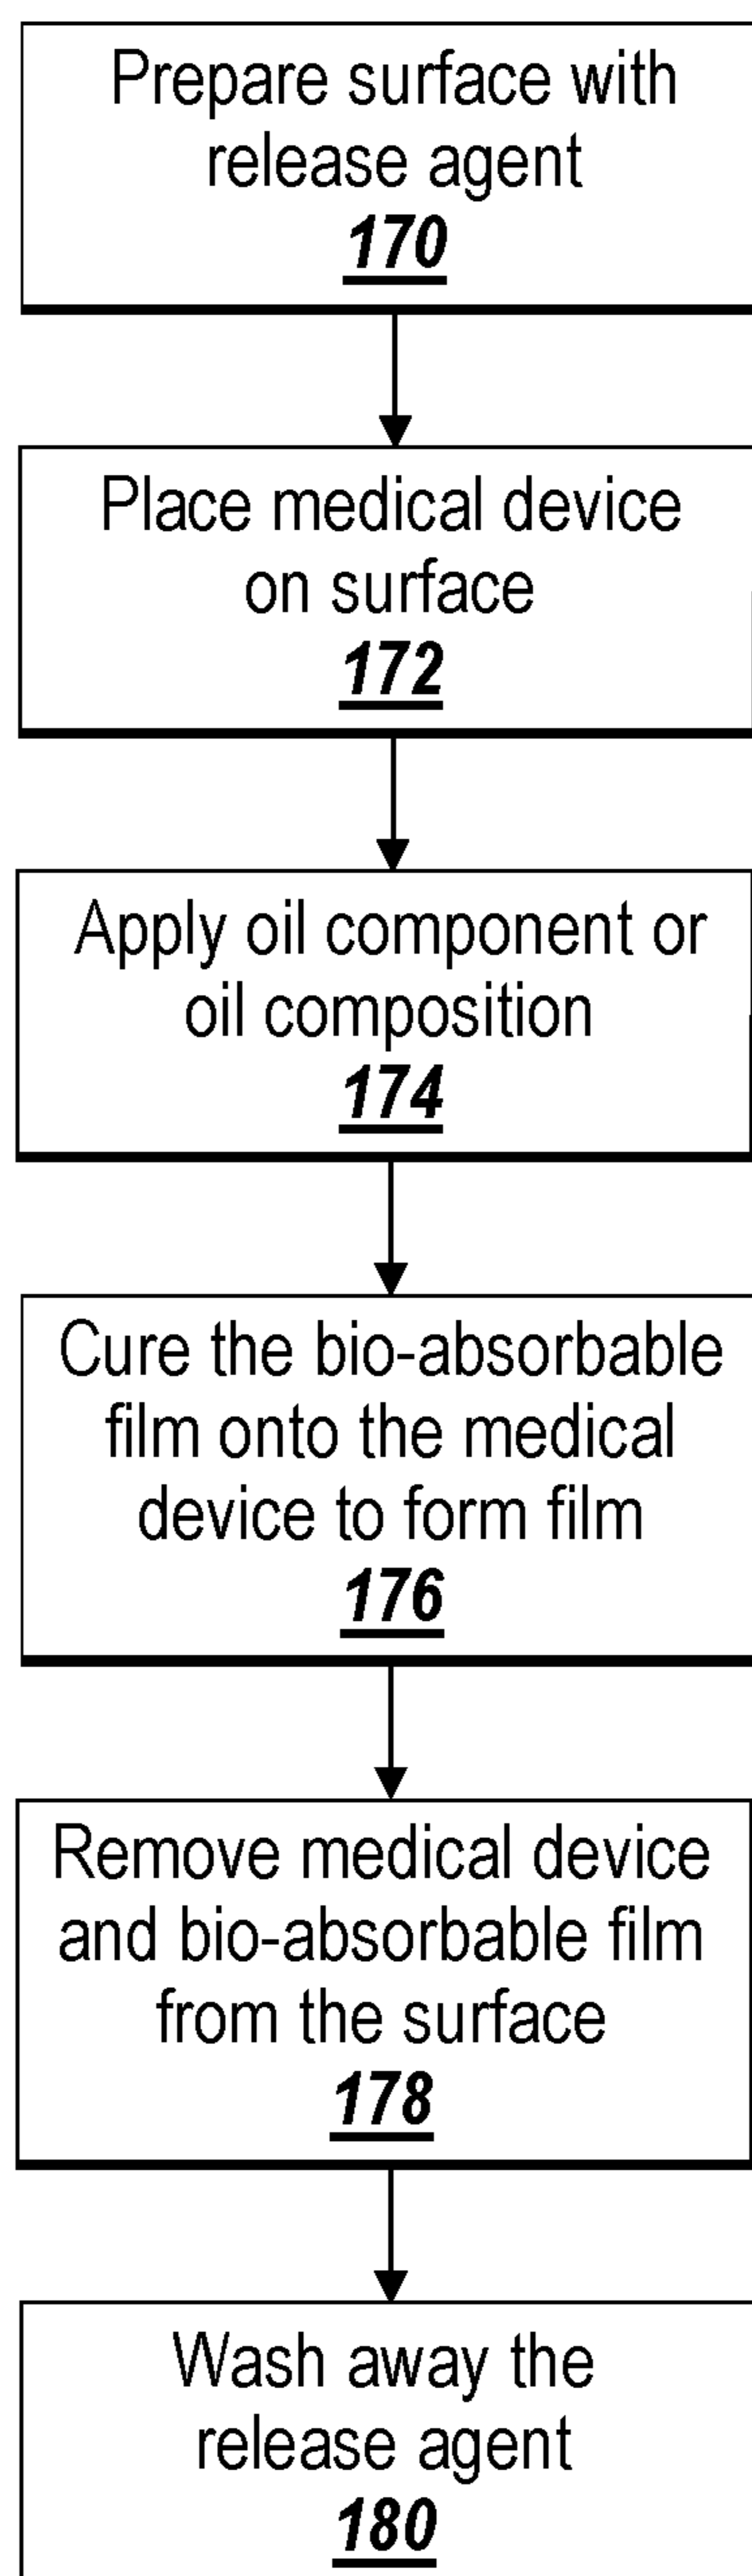 Prepare surface with
release agent
170
Place medical device
on surface
172
Apply oil component or
oil composition
174
Cure the bio-absorbable
film onto the medical
device to form film
176
Remove medical device
and bio-absorbable film
from the surface
178
Wash away the
release agent
180